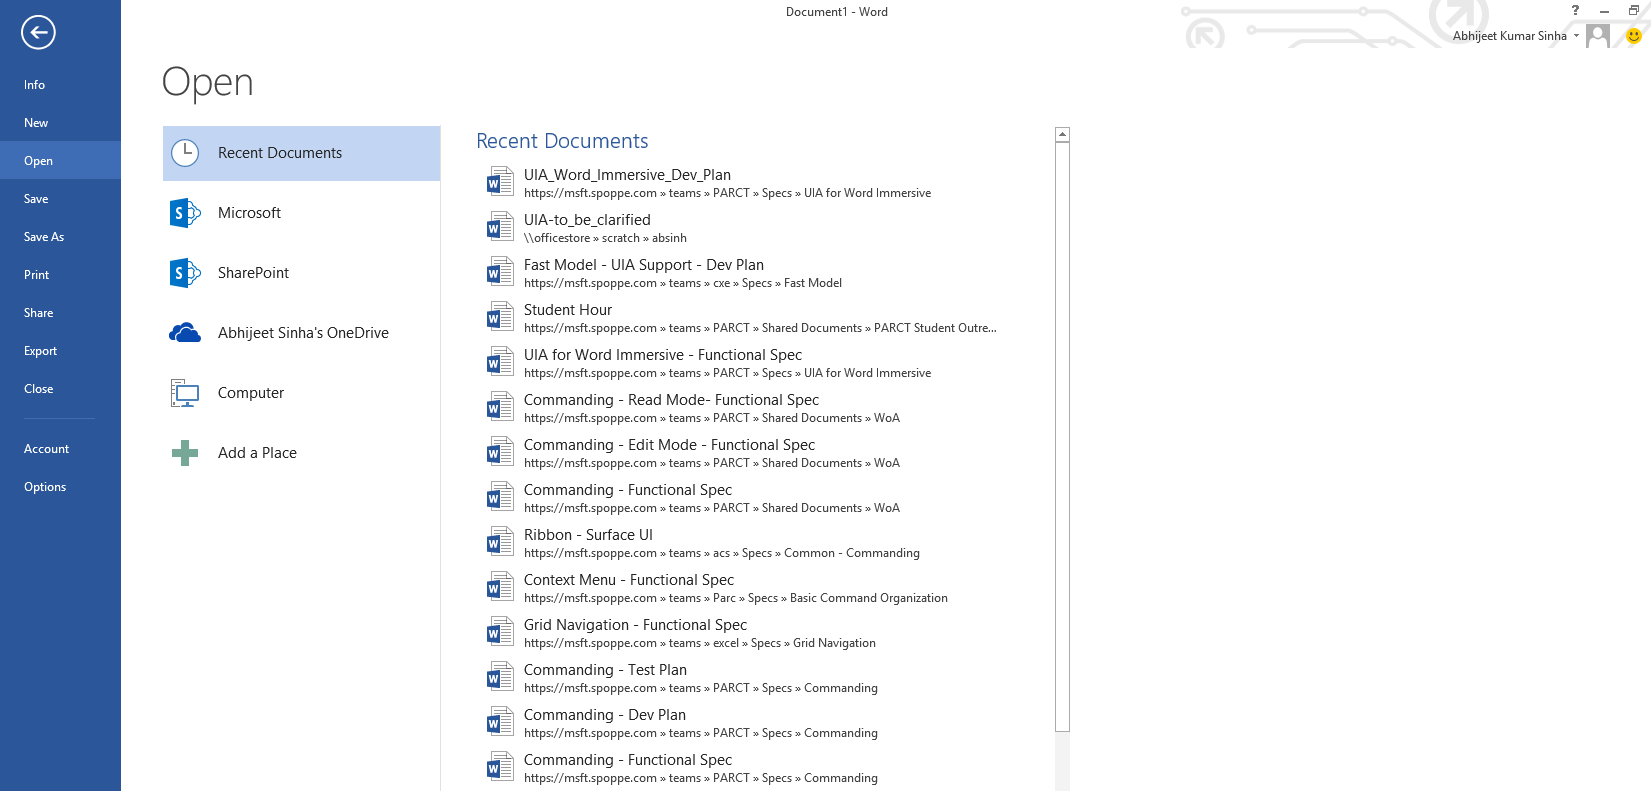 Document1 - Word
?
Abhijeet Kumar Sinha
Info
New
Open
Save
Save As
Print
Share
Export
Close
Account
Options
Open
Recent Documents
Microsoft
SharePoint
Abhijeet Sinha's OneDrive
Computer
Add a Place
Recent Documents
UIA_Word_Immersive_Dev_Plan
https://msft.spoppe.com » teams » PARCT » Specs » UIA for Word Immersive
UIA-to_be_clarified
\\officestore » scratch » absinh
Fast Model - UIA Support - Dev Plan
https://msft.spoppe.com » teams » cxe » Specs » Fast Model
Student Hour
https://msft.spoppe.com » teams » PARCT » Shared Documents » PARCT Student Outre...
UIA for Word Immersive - Functional Spec
https://msft.spoppe.com » teams » PARCT » Specs » UIA for Word Immersive
Commanding - Read Mode- Functional Spec
https://msft.spoppe.com » teams » PARCT » Shared Documents » WoA
Commanding - Edit Mode - Functional Spec
https://msft.spoppe.com » teams » PARCT » Shared Documents » WoA
Commanding - Functional Spec
https://msft.spoppe.com » teams » PARCT » Shared Documents » WoA
Ribbon - Surface UI
https://msft.spoppe.com » teams » acs » Specs » Common - Commanding
Context Menu - Functional Spec
https://msft.spoppe.com » teams » Parc » Specs » Basic Command Organization
Grid Navigation - Functional Spec
https://msft.spoppe.com » teams » excel » Specs » Grid Navigation
Commanding - Test Plan
https://msft.spoppe.com » teams » PARCT » Specs » Commanding
Commanding - Dev Plan
https://msft.spoppe.com » teams » PARCT » Specs » Commanding
Commanding - Functional Spec
https://msft.spoppe.com » teams » PARCT » Specs » Commanding